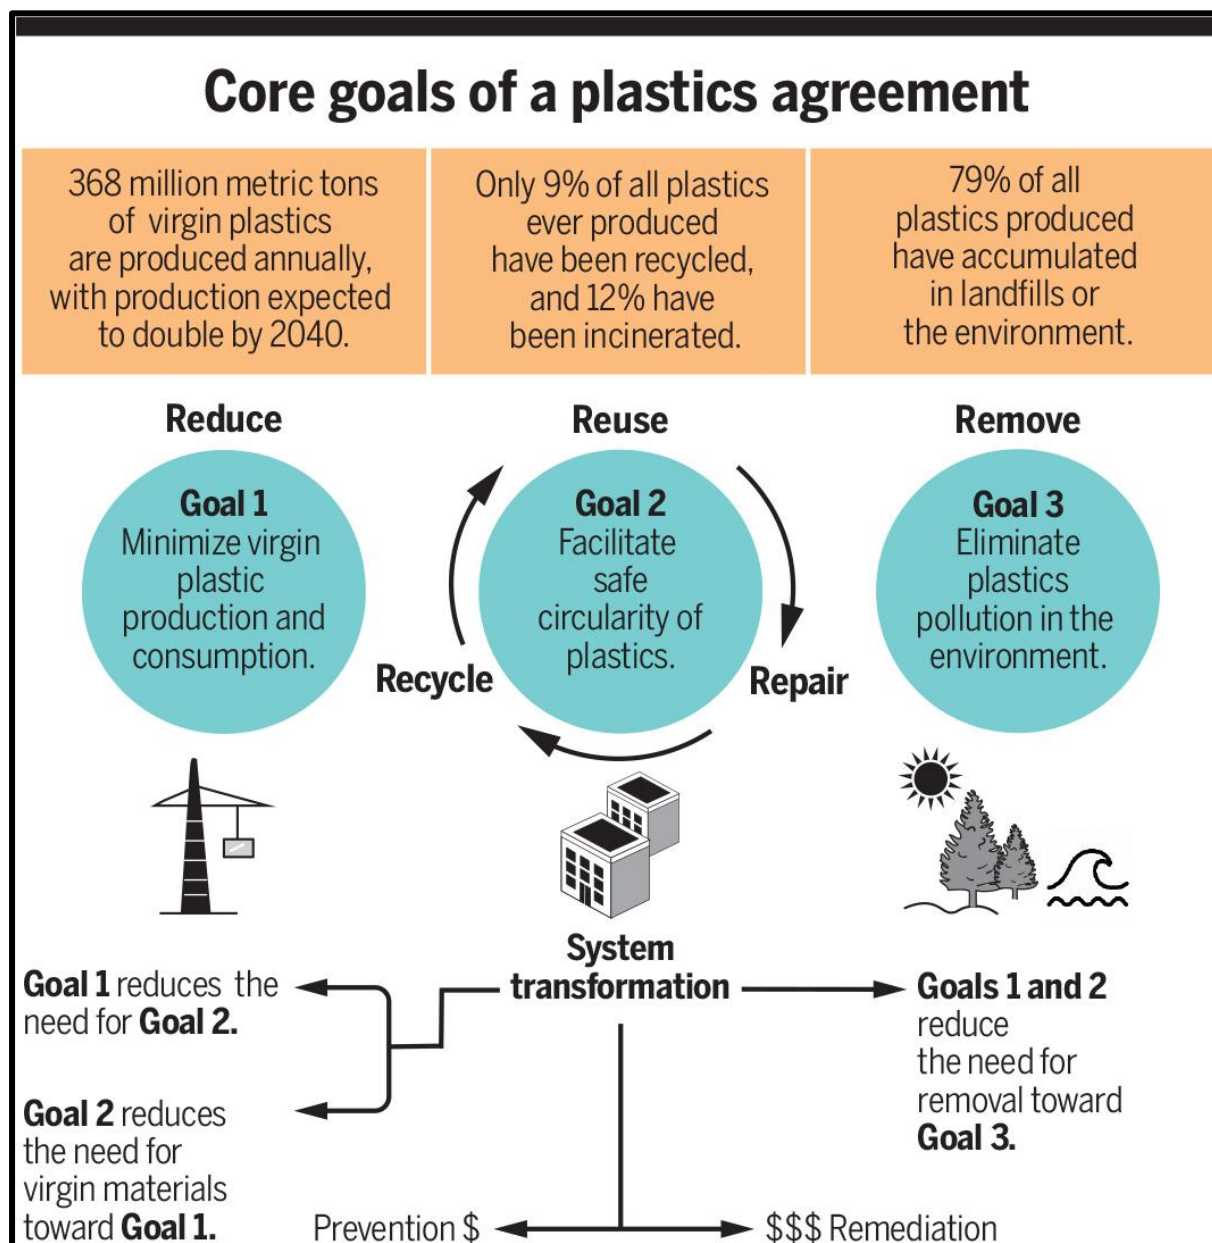 Core goals of a plastics agreement
368 million metric tons
of virgin plastics
are produced annually,
with production expected
to double by 2040.
Only 9% of all plastics
ever produced
have been recycled,
and 12% have
been incinerated.
79% of all
plastics produced
have accumulated
in landfills or
the environment.
Reduce
Goal 1
Minimize virgin
plastic
production and
consumption.
Reuse
Goal 2
Facilitate
safe
circularity of
plastics.
Repair
Recycle
Remove
Goal 3
Eliminate
plastics
pollution in the
environment.
System
transformation
Goal 1 reduces the
need for Goal 2.
Goal 2 reduces
the need for
virgin materials
toward Goal 1.
Goals 1 and 2
reduce
the need for
removal toward
Goal 3.
Prevention $
$$$ Remediation